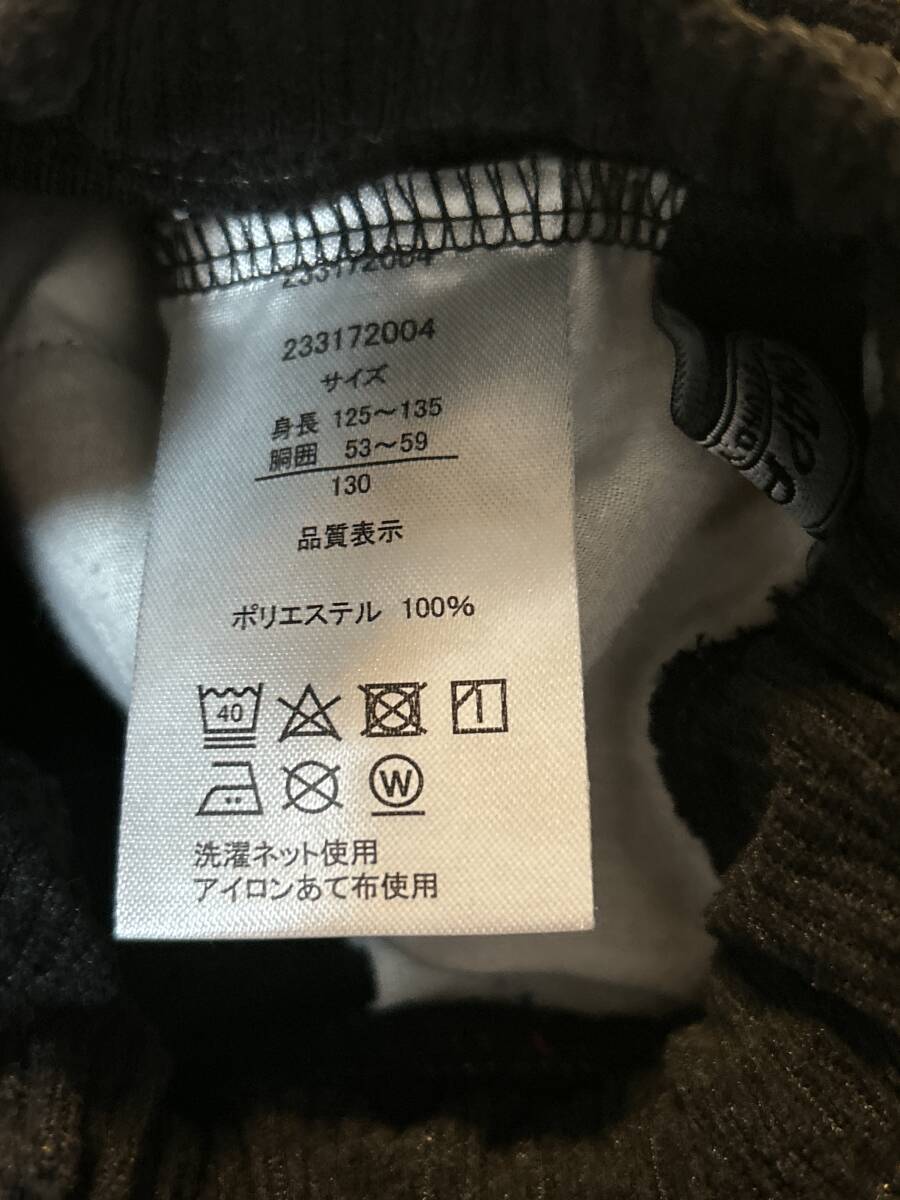 233172004
233172004
サイズ
身長 125〜135
胴囲 53〜59
130
品質表示
ポリエステル 100%
40
W
洗濯ネット使用
アイロンあて布使用